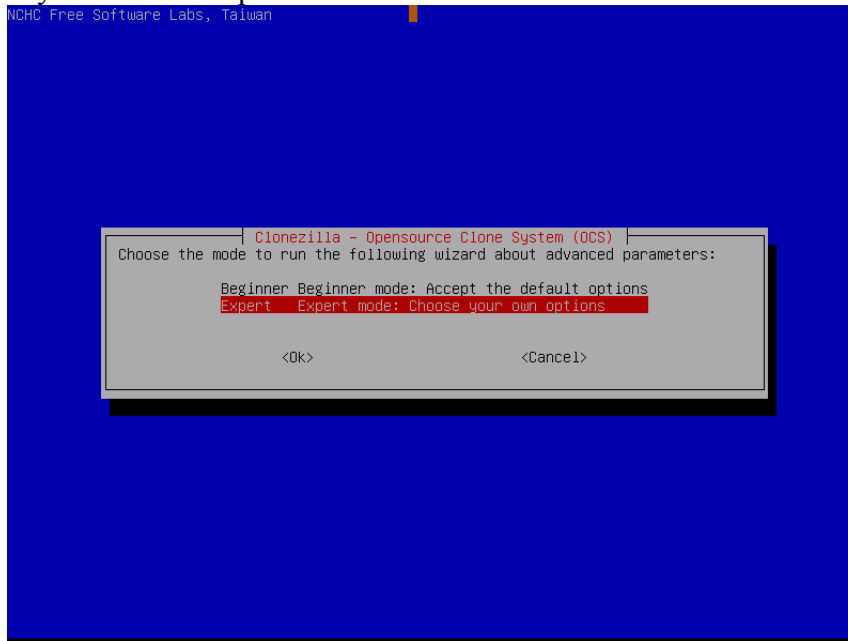 NCHC Free Software Labs, Taiwan
Clonezilla - Opensource Clone System (OCS)
Choose the mode to run the following wizard about advanced parameters:
Beginner Beginner mode: Accept the default options
Expert   Expert mode: Choose your own options
<Ok> <Cancel>